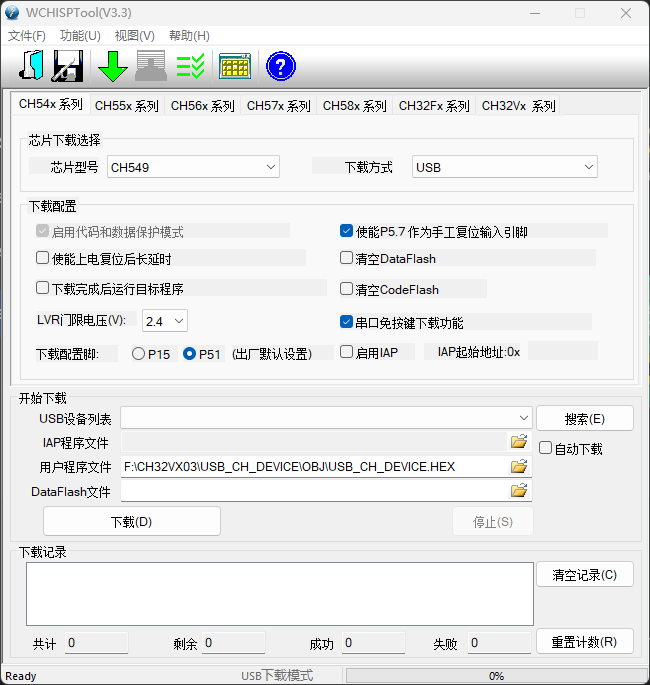 WCHISPTool(V3.3)
文件(F) 功能(U) 视图(V) 帮助(H)
CH54x 系列 CH55x 系列 CH56x 系列 CH57x 系列 CH58x 系列 CH32Fx 系列 CH32Vx 系列
芯片下载选择
芯片型号 CH549 下载方式 USB
下载配置
启用代码和数据保护模式 使能P5.7 作为手工复位输入引脚
使能上电复位后长延时 清空DataFlash
下载完成后运行目标程序 清空CodeFlash
LVR门限电压(V): 2.4 串口免按键下载功能
下载配置脚: P15 P51 (出厂默认设置) 启用IAP IAP起始地址:0x
开始下载
USB设备列表 搜索(E)
IAP程序文件 自动下载
用户程序文件 F:\CH32VX03\USB_CH_DEVICE\OBJ\USB_CH_DEVICE.HEX
DataFlash文件
下载(D) 停止(S)
下载记录
清空记录(C)
共计 0 剩余 0 成功 0 失败 0 重置计数(R)
Ready USB下载模式 0%